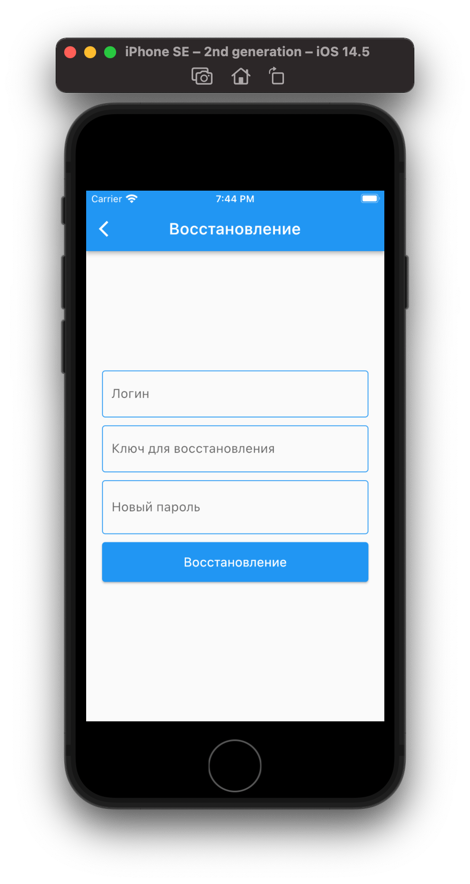 iPhone SE – 2nd generation – iOS 14.5
Carrier 7:44 PM
Восстановление
Логин
Ключ для восстановления
Новый пароль
Восстановление